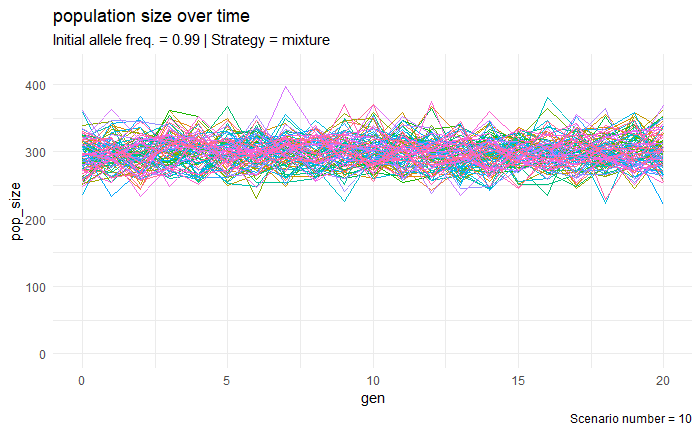 population size over time
Initial allele freq. = 0.99 | Strategy = mixture
400
300
200
100
0
pop_size
0 5 10 15 20
gen
Scenario number = 10